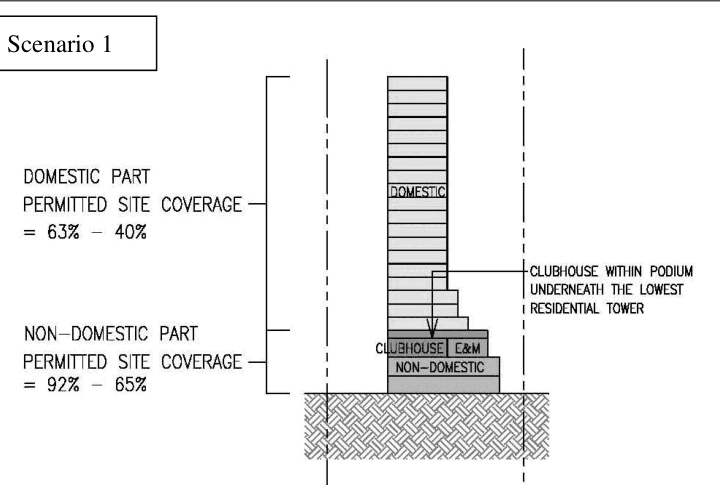 Scenario 1
DOMESTIC PART
PERMITTED SITE COVERAGE
= 63% – 40%
DOMESTIC
CLUBHOUSE WITHIN PODIUM
UNDERNEATH THE LOWEST
RESIDENTIAL TOWER
NON–DOMESTIC PART
PERMITTED SITE COVERAGE
= 92% – 65%
CLUBHOUSE E&M
NON–DOMESTIC